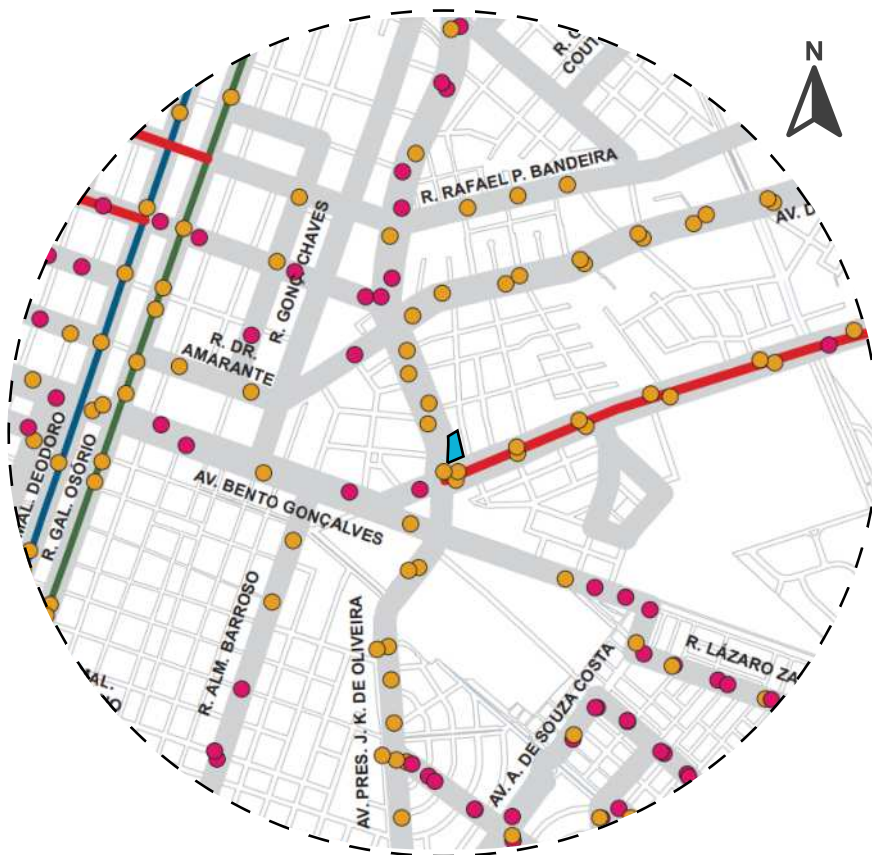 N
COUT
R. RAFAEL P. BANDEIRA
AV. D
R. GONÇ. CHAVES
R. DR.
AMARANTE
MAL. DEODORO
R. GAL. OSÓRIO
AV. BENTO GONÇALVES
R. ALM. BARROSO
AV. PRES. J. K. DE OLIVEIRA
AV. A. DE SOUZA COSTA
R. LÁZARO ZA